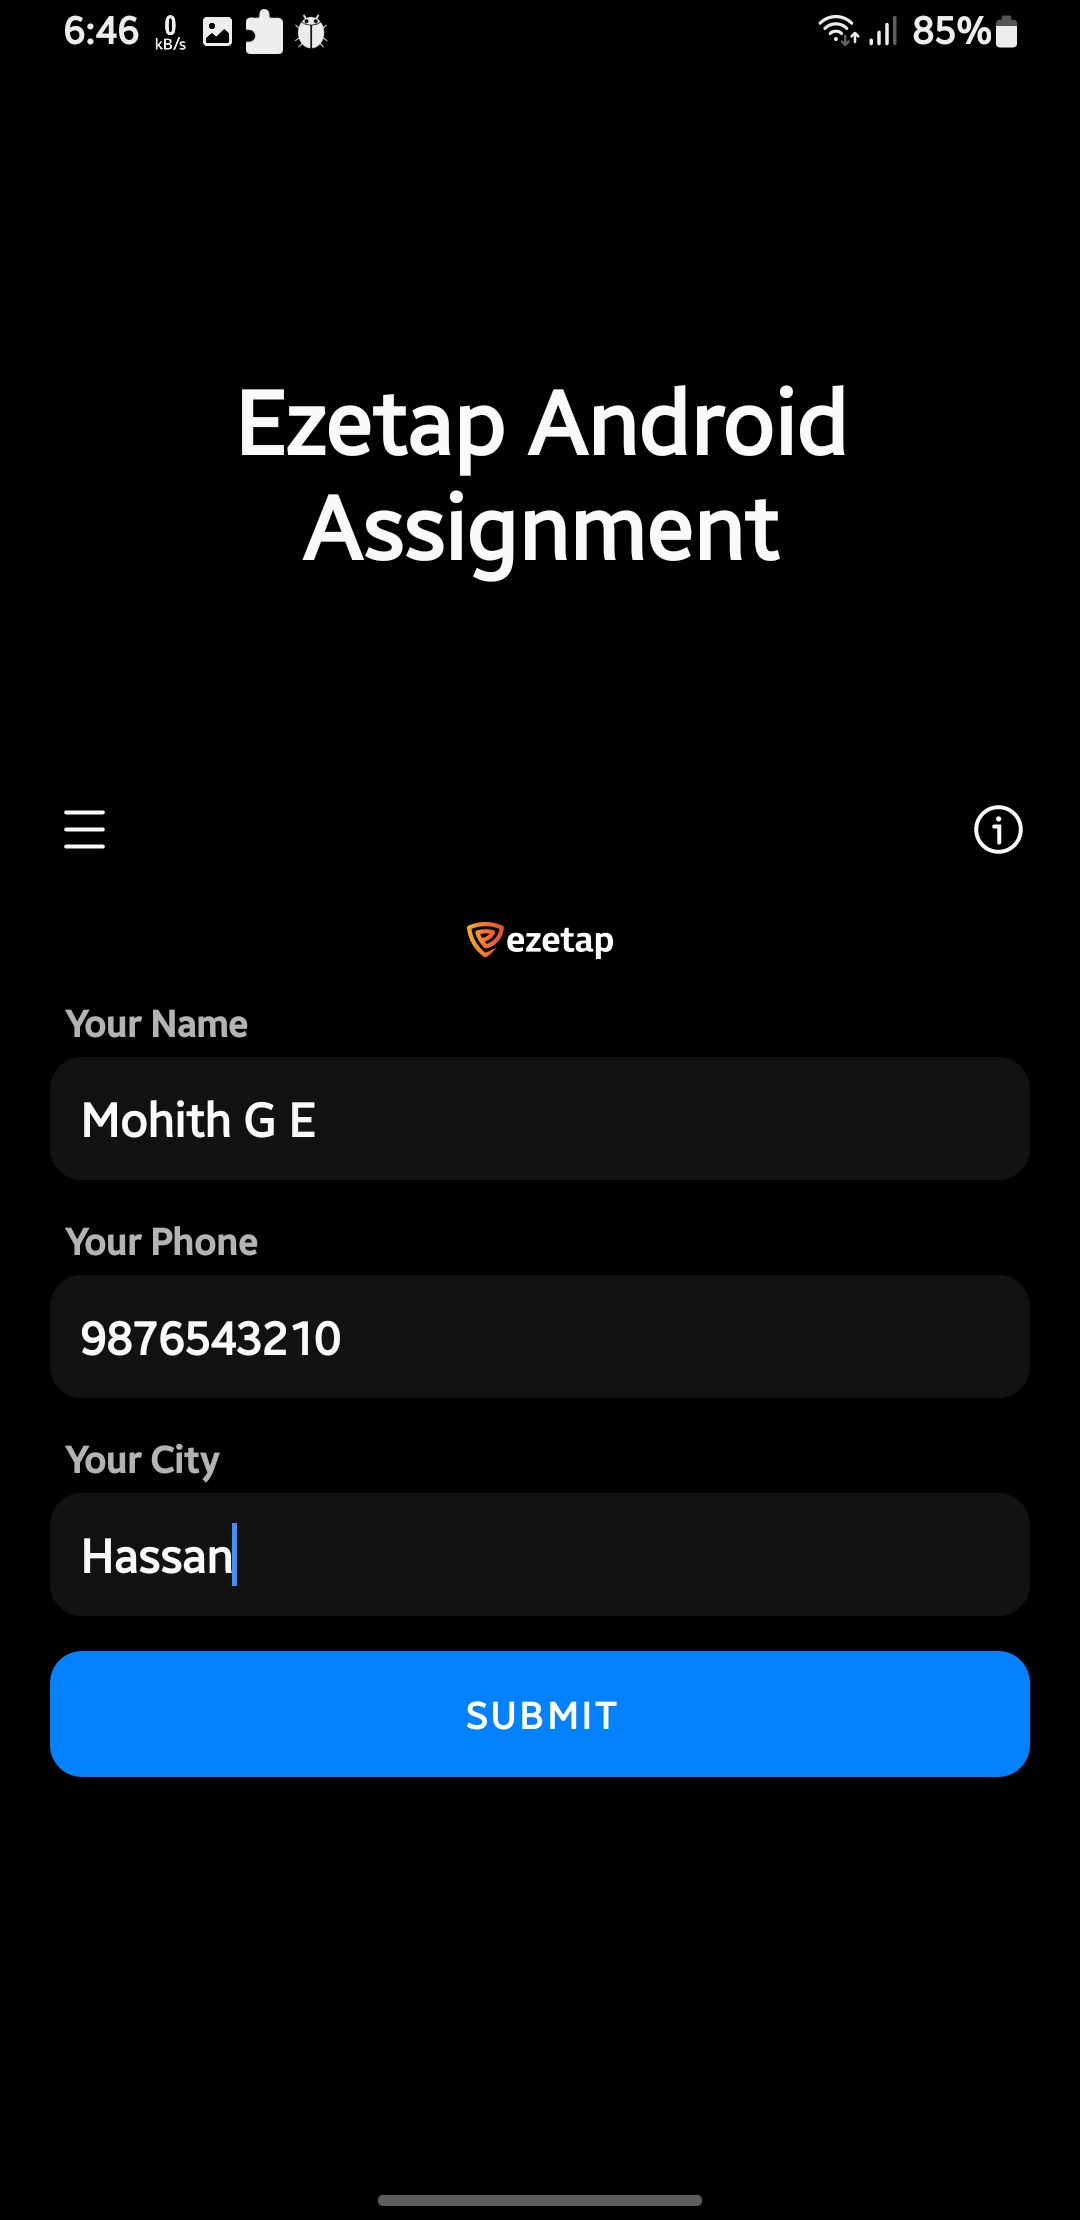 6:46 0 kB/s 85%
Ezetap Android
Assignment
ezetap
Your Name
Mohith G E
Your Phone
9876543210
Your City
Hassan
SUBMIT